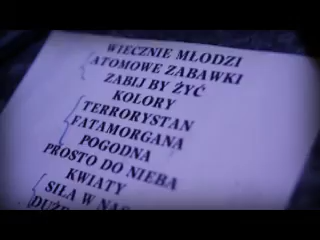 WIECZNIE MŁODZI
ATOMOWE ZABAWKI
ZABIJ BY ŻYĆ
KOLORY
TERRORYSTAN
FATAMORGANA
POGODNA
PROSTO DO NIEBA
KWIATY
SIŁA W NAS